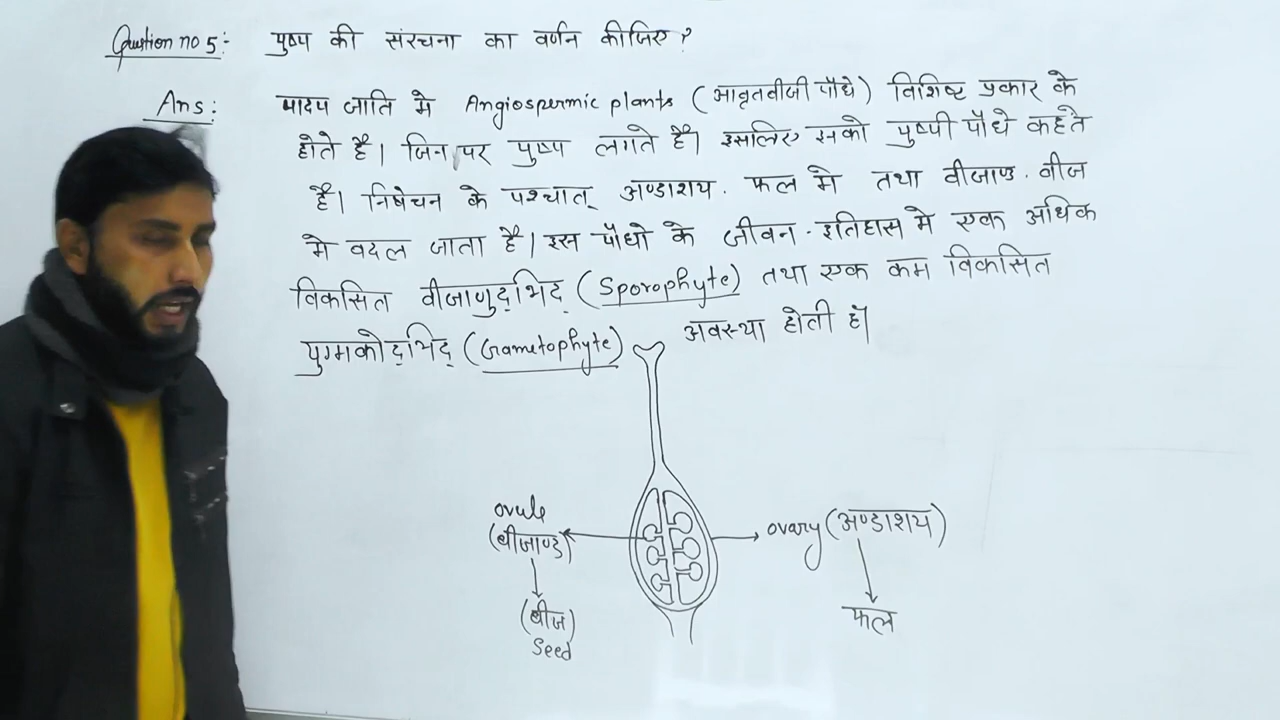 Question no 5:- पुष्प की संरचना का वर्णन कीजिए?
Ans: पादप जाति मे Angiospermic plants (आवृतबीजी पौधे) विशिष्ट प्रकार के
होते है। जिन पर पुष्प लगते हैं। इसलिए इसको पुष्पी पौधे कहते
है। निषेचन के पश्चात् अण्डाशय फल मे तथा बीजाण्ड बीज
मे बदल जाता है। इस पौधो के जीवन-इतिहास मे एक अधिक
विकसित बीजाणुद्भिद् (Sporophyte) तथा एक कम विकसित
युग्मकोद्भिद् (Gametophyte) अवस्था होती है।
ovule
(बीजाण्ड)
ovary (अण्डाशय)
(बीज)
seed
फल